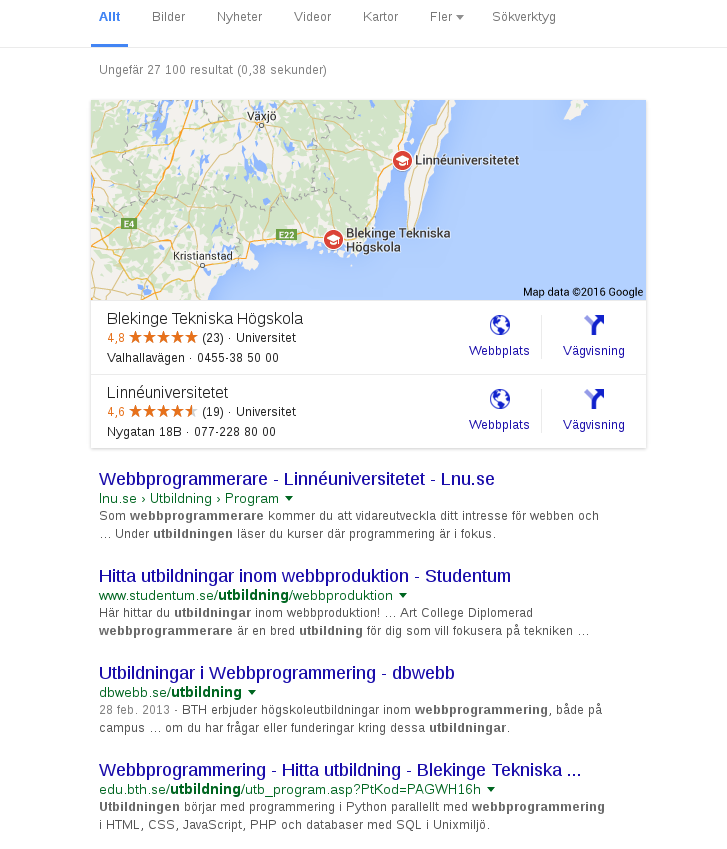 Allt Bilder Nyheter Videor Kartor Fler Sökverktyg
Ungefär 27 100 resultat (0,38 sekunder)
Växjö
Linnéuniversitetet
E4
E22
Blekinge Tekniska
Högskola
Kristianstad
Map data ©2016 Google
Blekinge Tekniska Högskola
4,8 ★★★★★ (23) · Universitet
Valhallavägen · 0455-38 50 00
Webbplats Vägvisning
Linnéuniversitetet
4,6 ★★★★★ (19) · Universitet
Nygatan 18B · 077-228 80 00
Webbplats Vägvisning
Webbprogrammerare - Linnéuniversitetet - Lnu.se
lnu.se › Utbildning › Program
Som webbprogrammerare kommer du att vidareutveckla ditt intresse för webben och
... Under utbildningen läser du kurser där programmering är i fokus.
Hitta utbildningar inom webbproduktion - Studentum
www.studentum.se/utbildning/webbproduktion
Här hittar du utbildningar inom webbproduktion! ... Art College Diplomerad
webbprogrammerare är en bred utbildning för dig som vill fokusera på tekniken ...
Utbildningar i Webbprogrammering - dbwebb
dbwebb.se/utbildning
28 feb. 2013 - BTH erbjuder högskoleutbildningar inom webbprogrammering, både på
campus ... om du har frågar eller funderingar kring dessa utbildningar.
Webbprogrammering - Hitta utbildning - Blekinge Tekniska ...
edu.bth.se/utbildning/utb_program.asp?PtKod=PAGWH16h
Utbildningen börjar med programmering i Python parallellt med webbprogrammering
i HTML, CSS, JavaScript, PHP och databaser med SQL i Unixmiljö.